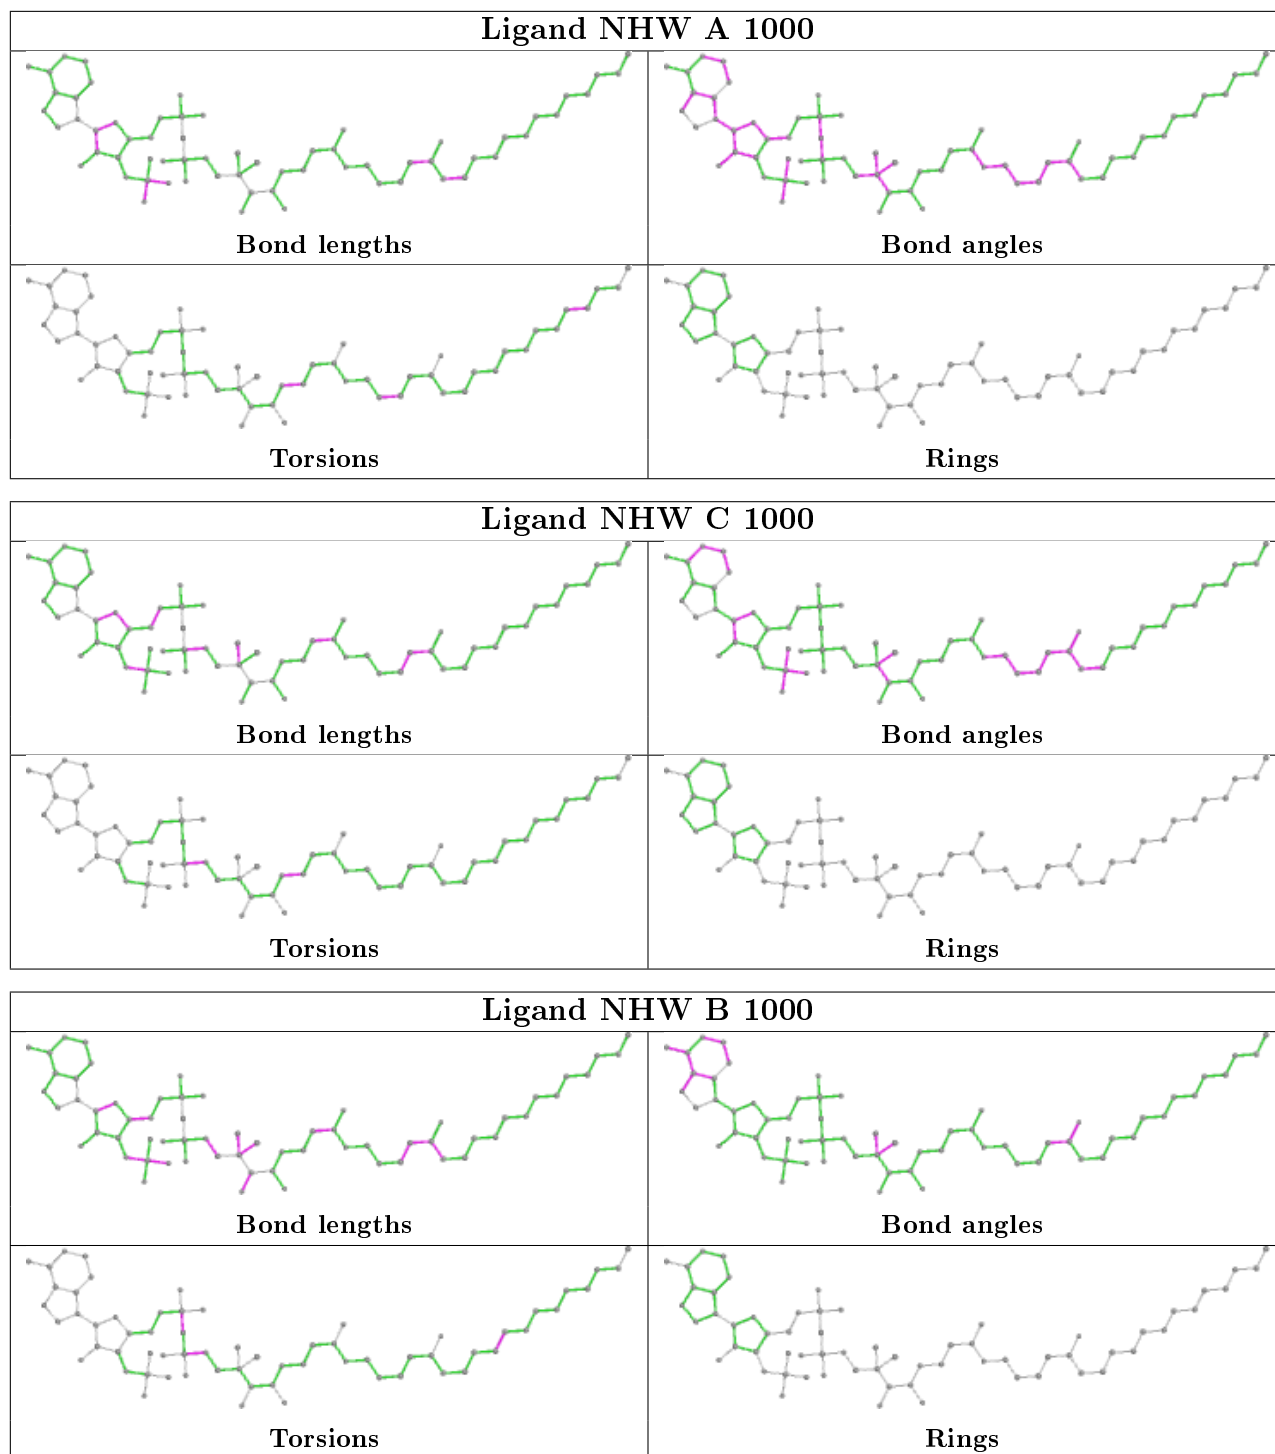 Ligand NHW A 1000
Bond lengths
Bond angles
Torsions
Rings
Ligand NHW C 1000
Bond lengths
Bond angles
Torsions
Rings
Ligand NHW B 1000
Bond lengths
Bond angles
Torsions
Rings